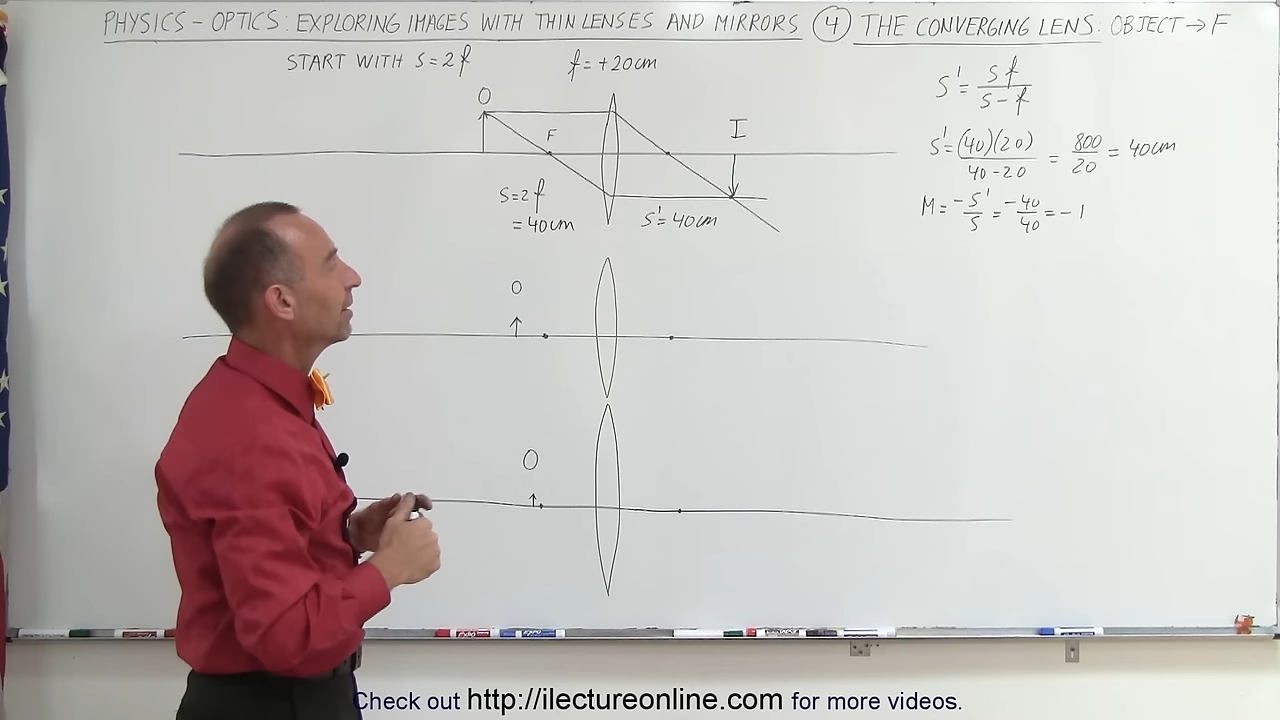 PHYSICS - OPTICS: EXPLORING IMAGES WITH THIN LENSES AND MIRRORS ④ THE CONVERGING LENS: OBJECT → F
START WITH S = 2f
f = +20cm
S' = Sf / S - f
S' = (40)(20) / 40-20 = 800 / 20 = 40cm
M = -S' / S = -40 / 40 = -1
O
F
I
S=2f
= 40cm
S' = 40cm
O
O
Check out http://ilectureonline.com for more videos.